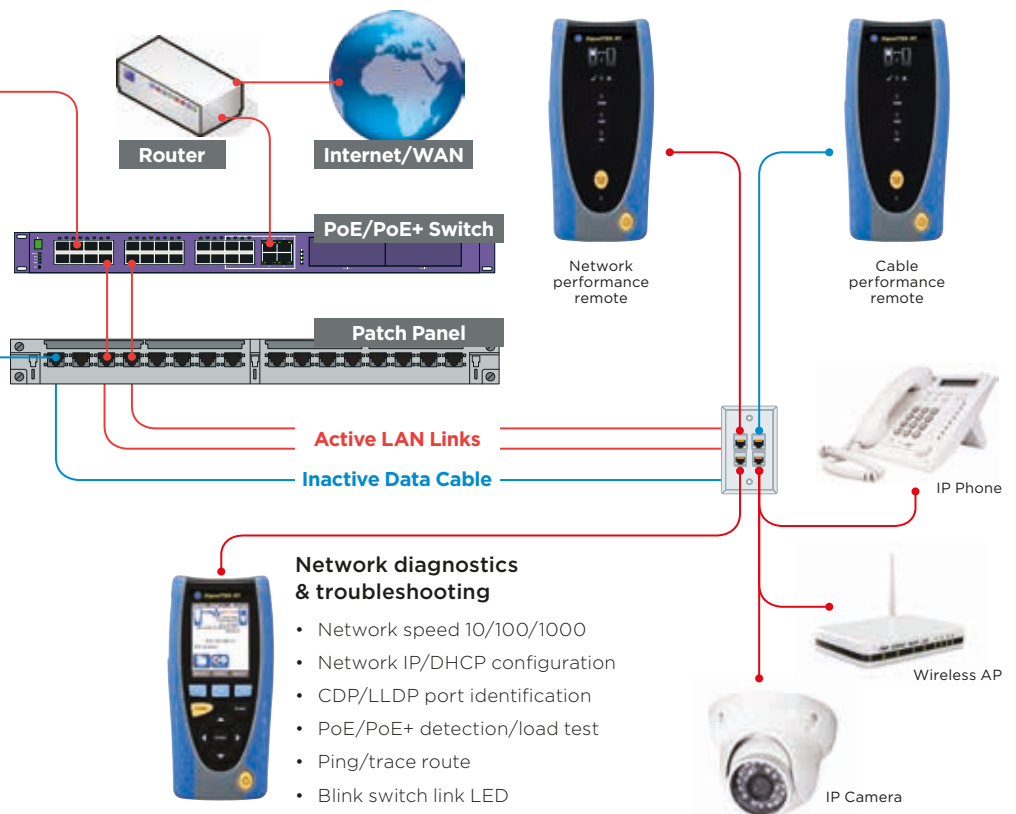 Router
Internet/WAN
PoE/PoE+ Switch
Network
performance
remote
Cable
performance
remote
Patch Panel
Active LAN Links
Inactive Data Cable
IP Phone
Wireless AP
IP Camera
Network diagnostics
& troubleshooting
• Network speed 10/100/1000
• Network IP/DHCP configuration
• CDP/LLDP port identification
• PoE/PoE+ detection/load test
• Ping/trace route
• Blink switch link LED